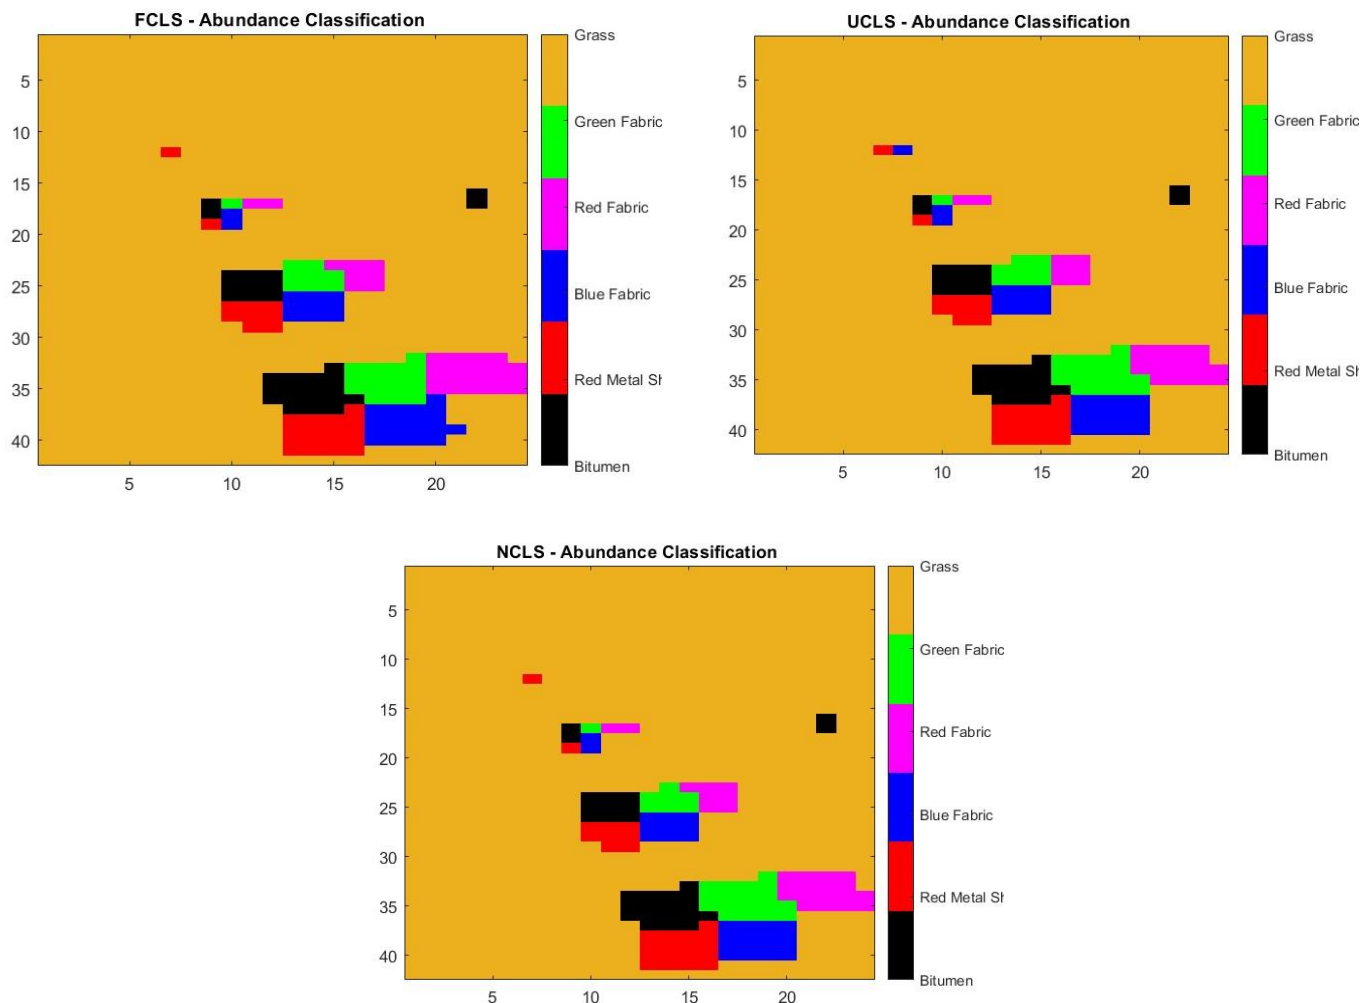 FCLS - Abundance Classification
5
10
15
20
25
30
35
40
5
10
15
20
Grass
Green Fabric
Red Fabric
Blue Fabric
Red Metal Sh
Bitumen
UCLS - Abundance Classification
5
10
15
20
25
30
35
40
5
10
15
20
Grass
Green Fabric
Red Fabric
Blue Fabric
Red Metal Sh
Bitumen
NCLS - Abundance Classification
5
10
15
20
25
30
35
40
5
10
15
20
Grass
Green Fabric
Red Fabric
Blue Fabric
Red Metal Sh
Bitumen